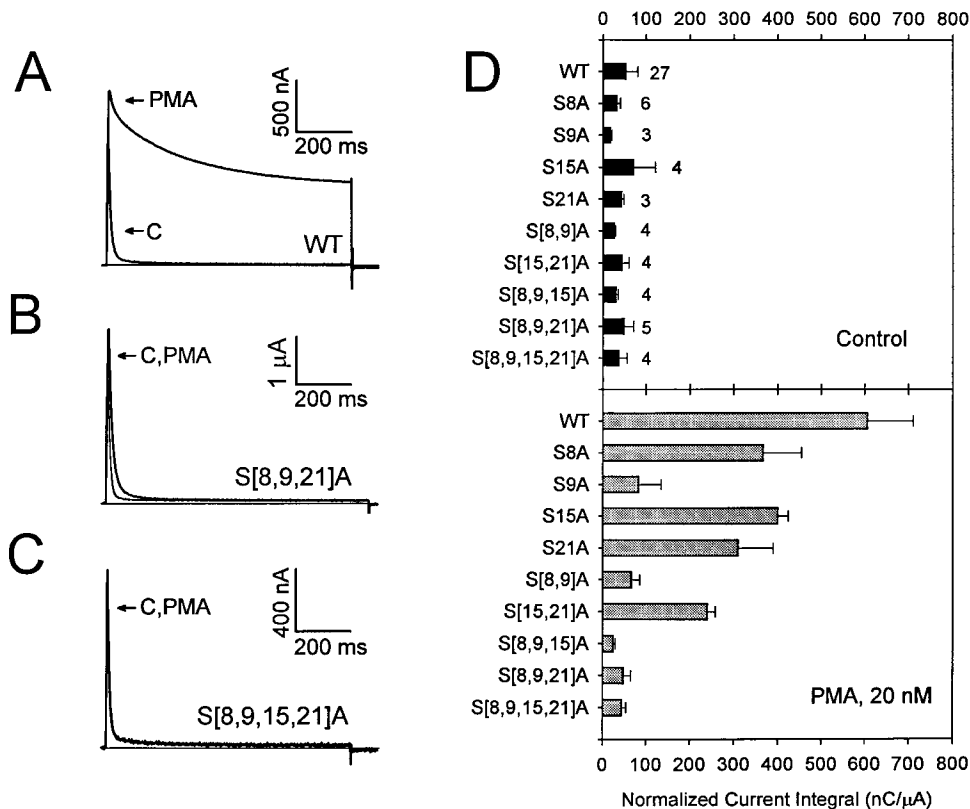 A
PMA
500 nA
200 ms
C
WT
B
C,PMA
1 µA
200 ms
S[8,9,21]A
C
C,PMA
400 nA
200 ms
S[8,9,15,21]A
D
0 100 200 300 400 500 600 700 800
WT 27
S8A 6
S9A 3
S15A 4
S21A 3
S[8,9]A 4
S[15,21]A 4
S[8,9,15]A 4
S[8,9,21]A 5
S[8,9,15,21]A 4
Control
WT
S8A
S9A
S15A
S21A
S[8,9]A
S[15,21]A
S[8,9,15]A
S[8,9,21]A
S[8,9,15,21]A
PMA, 20 nM
0 100 200 300 400 500 600 700 800
Normalized Current Integral (nC/µA)